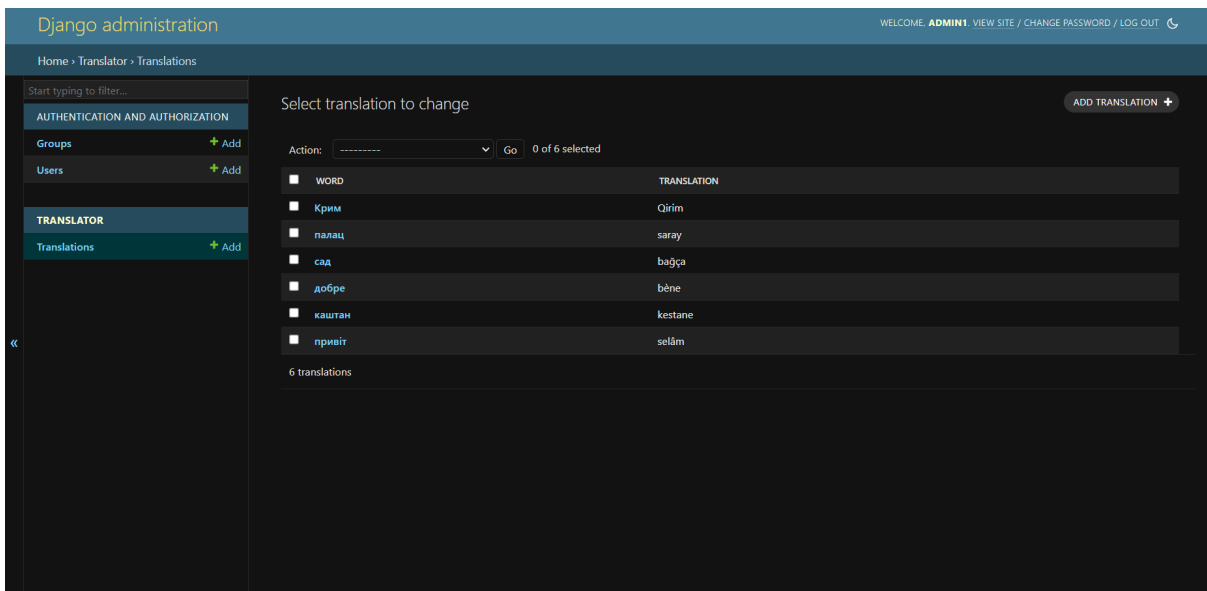 Django administration
WELCOME, ADMIN1. VIEW SITE / CHANGE PASSWORD / LOG OUT
Home › Translator › Translations
Start typing to filter...
AUTHENTICATION AND AUTHORIZATION
Groups + Add
Users + Add
TRANSLATOR
Translations + Add
«
Select translation to change
ADD TRANSLATION +
Action: --------- Go 0 of 6 selected
WORD TRANSLATION
Крим Qirim
палац saray
сад bağça
добре bène
каштан kestane
привіт selâm
6 translations